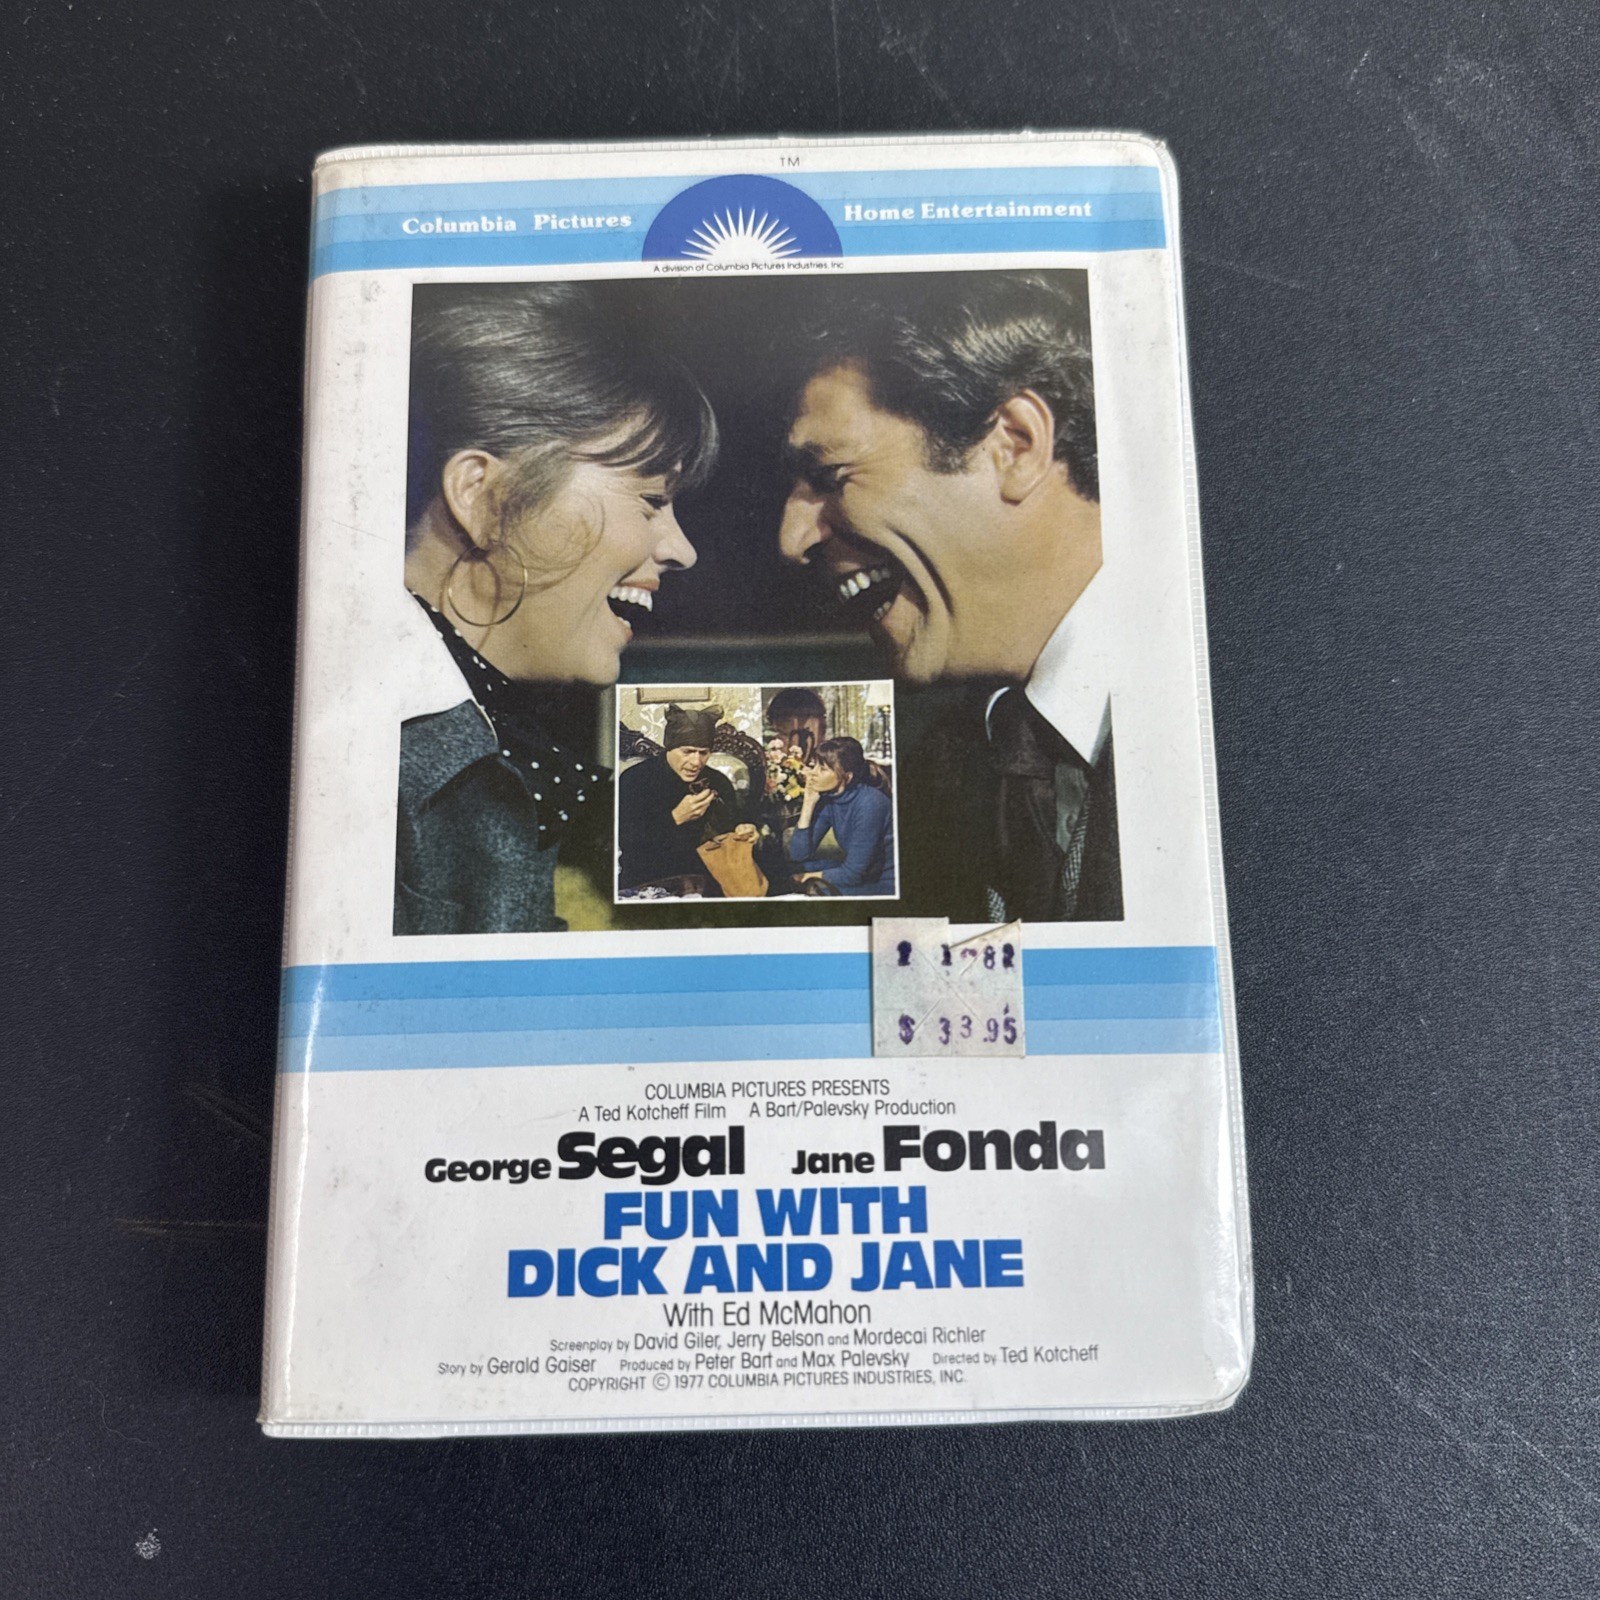 TM
Columbia Pictures Home Entertainment
A division of Columbia Pictures Industries, Inc.
82
$ 33.95
COLUMBIA PICTURES PRESENTS
A Ted Kotcheff Film A Bart/Palevsky Production
George Segal Jane Fonda
FUN WITH
DICK AND JANE
With Ed McMahon
Screenplay by David Giler, Jerry Belson and Mordecai Richler
Story by Gerald Gaiser Produced by Peter Bart and Max Palevsky Directed by Ted Kotcheff
COPYRIGHT © 1977 COLUMBIA PICTURES INDUSTRIES, INC.